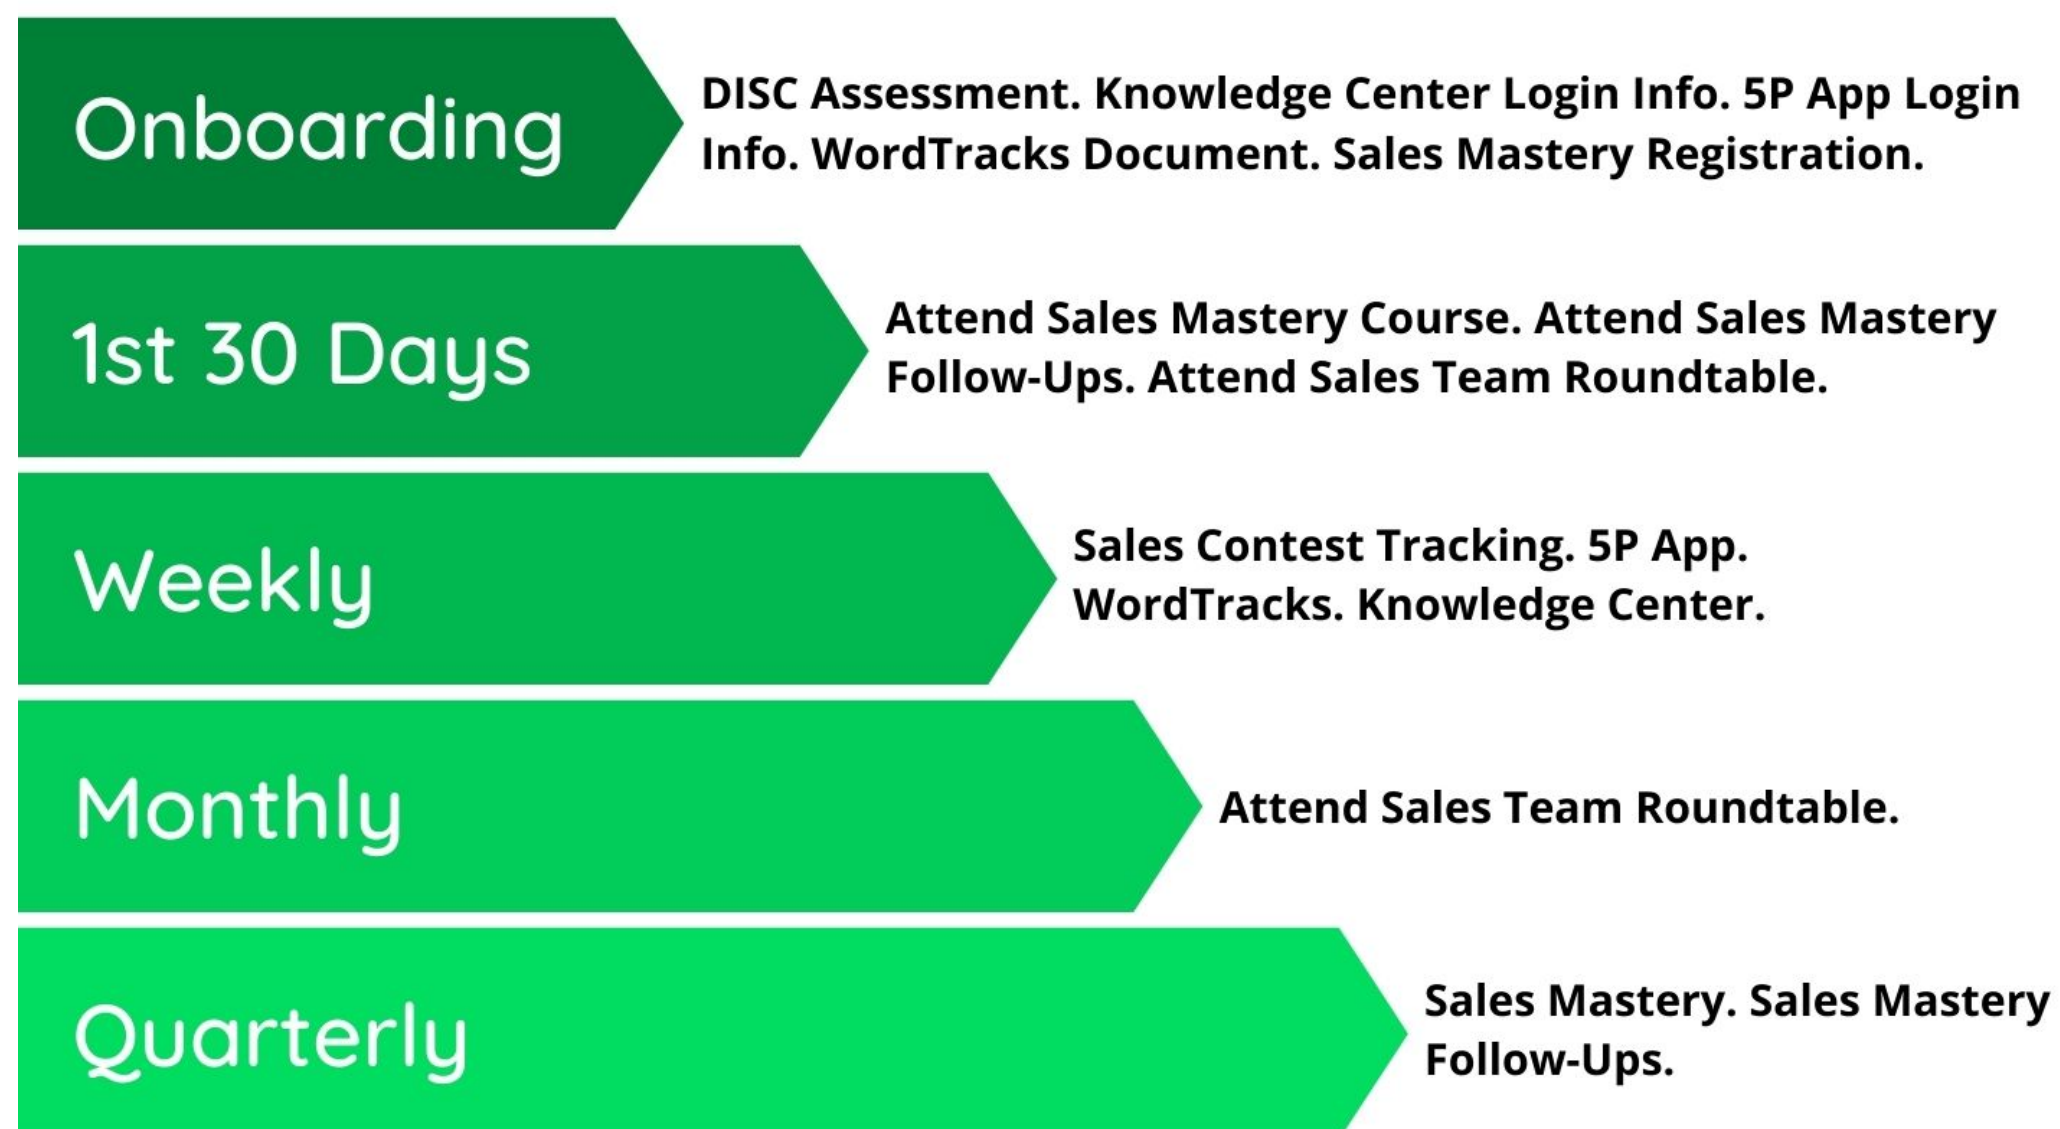 Onboarding
DISC Assessment. Knowledge Center Login Info. 5P App Login
Info. WordTracks Document. Sales Mastery Registration.
1st 30 Days
Attend Sales Mastery Course. Attend Sales Mastery
Follow-Ups. Attend Sales Team Roundtable.
Weekly
Sales Contest Tracking. 5P App.
WordTracks. Knowledge Center.
Monthly
Attend Sales Team Roundtable.
Quarterly
Sales Mastery. Sales Mastery
Follow-Ups.